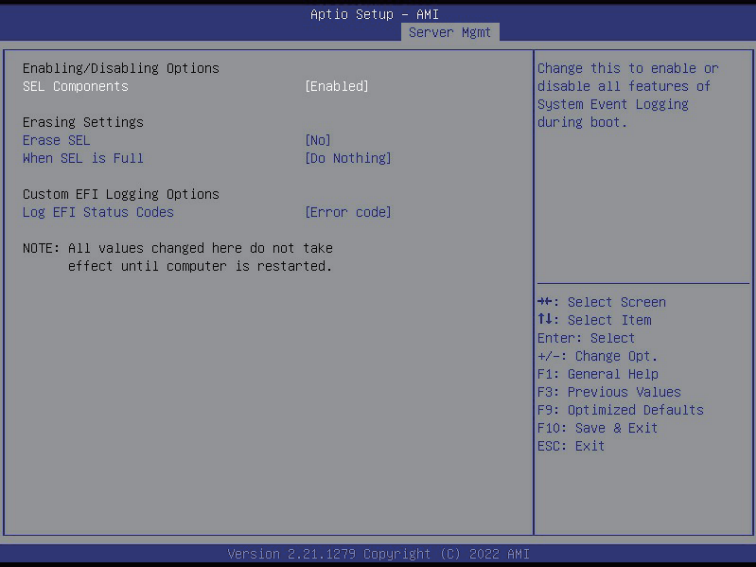 Aptio Setup – AMI
Server Mgmt
Enabling/Disabling Options
SEL Components [Enabled]
Erasing Settings
Erase SEL [No]
When SEL is Full [Do Nothing]
Custom EFI Logging Options
Log EFI Status Codes [Error code]
NOTE: All values changed here do not take
effect until computer is restarted.
Change this to enable or
disable all features of
System Event Logging
during boot.
→←: Select Screen
↑↓: Select Item
Enter: Select
+/-: Change Opt.
F1: General Help
F3: Previous Values
F9: Optimized Defaults
F10: Save & Exit
ESC: Exit
Version 2.21.1279 Copyright (C) 2022 AMI